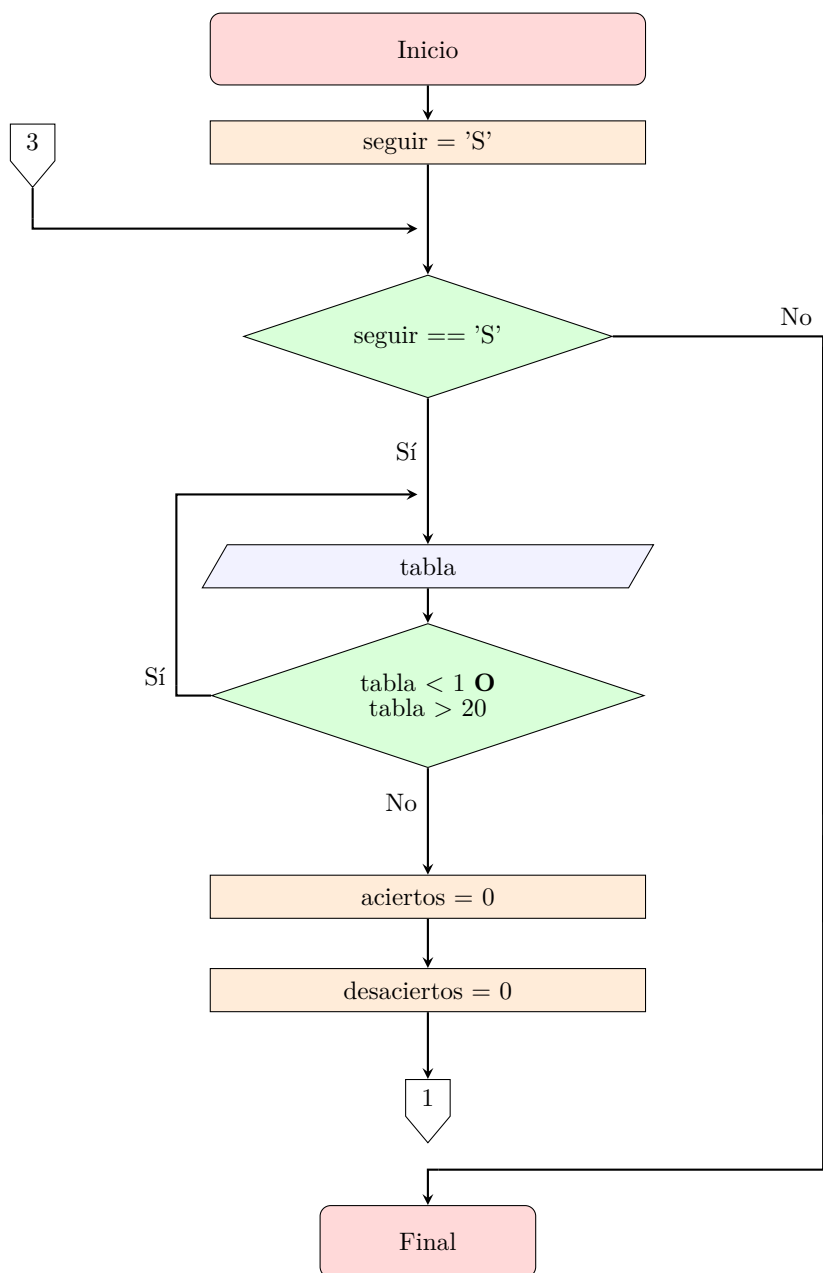 Inicio
seguir = 'S'
3
seguir == 'S'
No
Sí
tabla
Sí
tabla < 1 O
tabla > 20
No
aciertos = 0
desaciertos = 0
1
Final